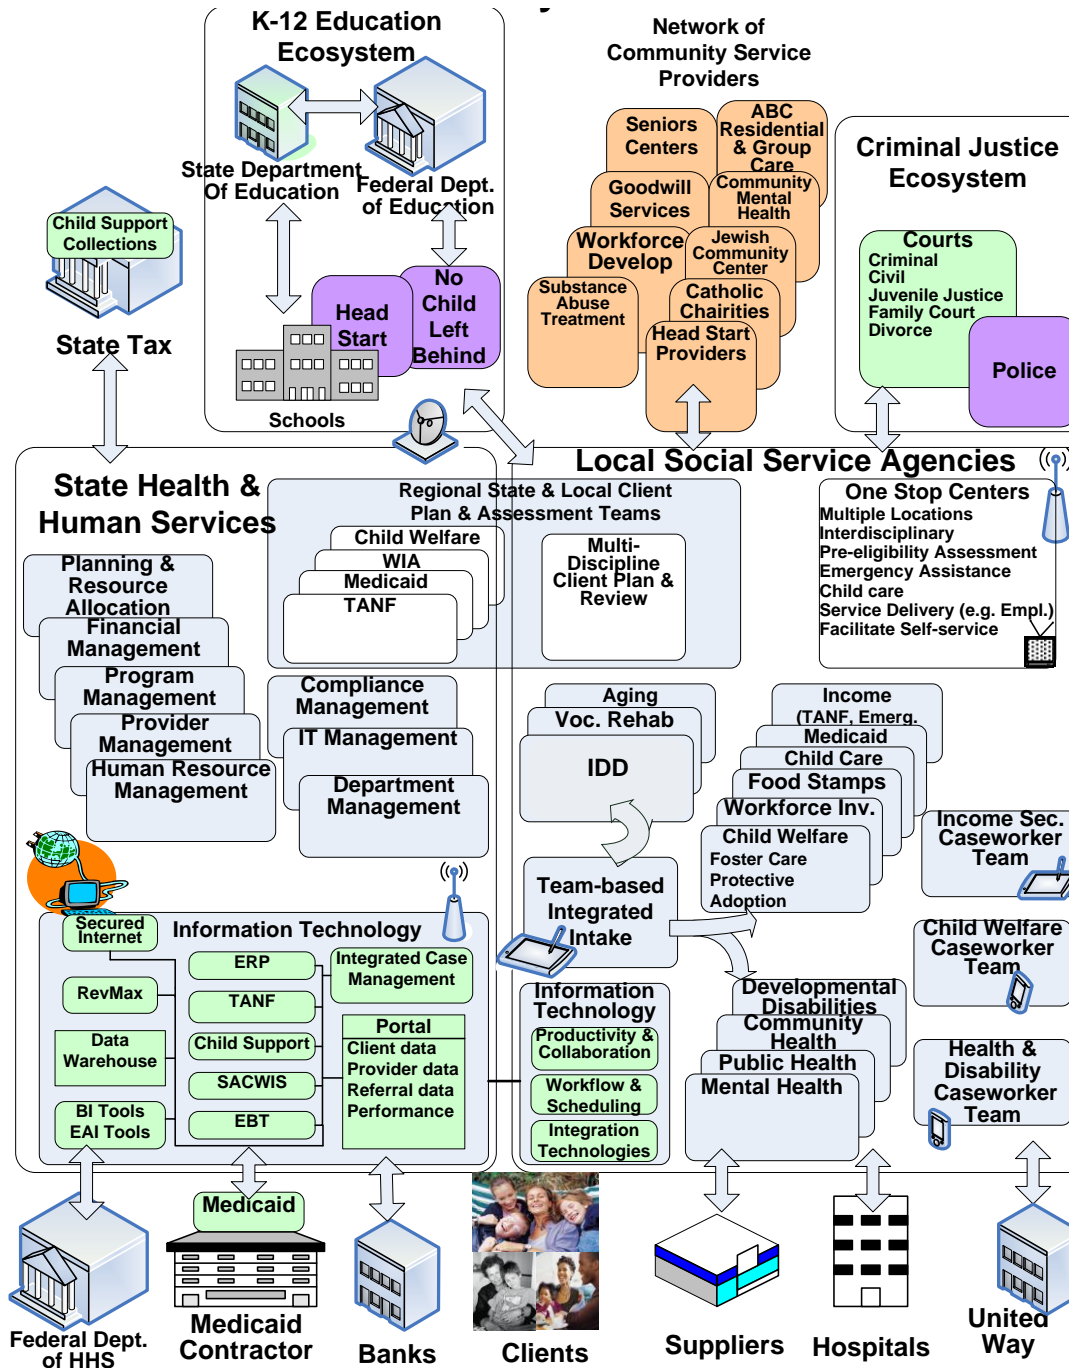 K-12 Education
Ecosystem
State Department
Of Education
Federal Dept.
of Education
Head
Start
No
Child
Left
Behind
Schools
Network of
Community Service
Providers
Seniors
Centers
ABC
Residential
& Group
Care
Goodwill
Services
Community
Mental
Health
Workforce
Develop
Jewish
Community
Center
Substance
Abuse
Treatment
Catholic
Chairities
Head Start
Providers
Criminal Justice
Ecosystem
Courts
Criminal
Civil
Juvenile Justice
Family Court
Divorce
Police
Child Support
Collections
State Tax
State Health &
Human Services
Planning &
Resource
Allocation
Financial
Management
Program
Management
Provider
Management
Human Resource
Management
Regional State & Local Client
Plan & Assessment Teams
Child Welfare
WIA
Medicaid
TANF
Multi-
Discipline
Client Plan &
Review
Compliance
Management
IT Management
Department
Management
Local Social Service Agencies
One Stop Centers
Multiple Locations
Interdisciplinary
Pre-eligibility Assessment
Emergency Assistance
Child care
Service Delivery (e.g. Empl.)
Facilitate Self-service
Aging
Voc. Rehab
IDD
Income
(TANF, Emerg.
Medicaid
Child Care
Food Stamps
Workforce Inv.
Child Welfare
Foster Care
Protective
Adoption
Team-based
Integrated
Intake
Income Sec.
Caseworker
Team
Child Welfare
Caseworker
Team
Health &
Disability
Caseworker
Team
Developmental
Disabilities
Community
Health
Public Health
Mental Health
Information Technology
Secured
Internet
RevMax
Data
Warehouse
BI Tools
EAI Tools
ERP
TANF
Child Support
SACWIS
EBT
Integrated Case
Management
Portal
Client data
Provider data
Referral data
Performance
Information
Technology
Productivity &
Collaboration
Workflow &
Scheduling
Integration
Technologies
Federal Dept.
of HHS
Medicaid
Medicaid
Contractor
Banks
Clients
Suppliers
Hospitals
United
Way